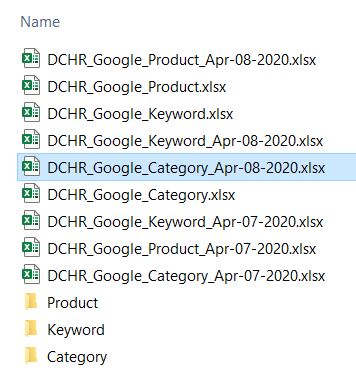 Name
DCHR_Google_Product_Apr-08-2020.xlsx
DCHR_Google_Product.xlsx
DCHR_Google_Keyword.xlsx
DCHR_Google_Keyword_Apr-08-2020.xlsx
DCHR_Google_Category_Apr-08-2020.xlsx
DCHR_Google_Category.xlsx
DCHR_Google_Keyword_Apr-07-2020.xlsx
DCHR_Google_Product_Apr-07-2020.xlsx
DCHR_Google_Category_Apr-07-2020.xlsx
Product
Keyword
Category